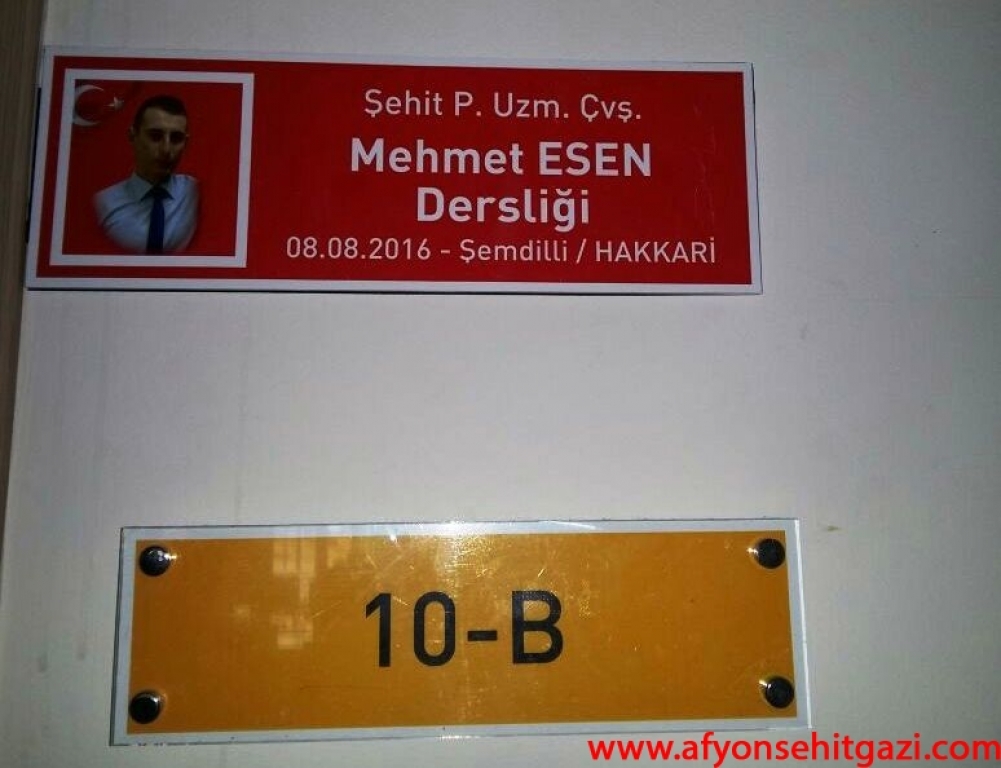 Şehit P. Uzm. Çvş.
Mehmet ESEN
Dersliği
08.08.2016 - Şemdilli / HAKKARİ
10-B
www.afyonsehitgazi.com